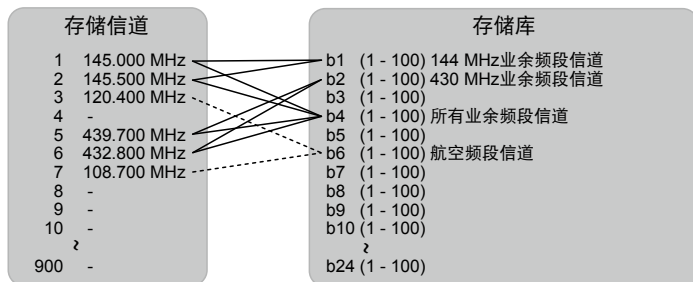 存储信道
1 145.000 MHz
2 145.500 MHz
3 120.400 MHz
4 -
5 439.700 MHz
6 432.800 MHz
7 108.700 MHz
8 -
9 -
10 -
~
900 -
存储库
b1 (1 - 100) 144 MHz业余频段信道
b2 (1 - 100) 430 MHz业余频段信道
b3 (1 - 100)
b4 (1 - 100) 所有业余频段信道
b5 (1 - 100)
b6 (1 - 100) 航空频段信道
b7 (1 - 100)
b8 (1 - 100)
b9 (1 - 100)
b10 (1 - 100)
~
b24 (1 - 100)